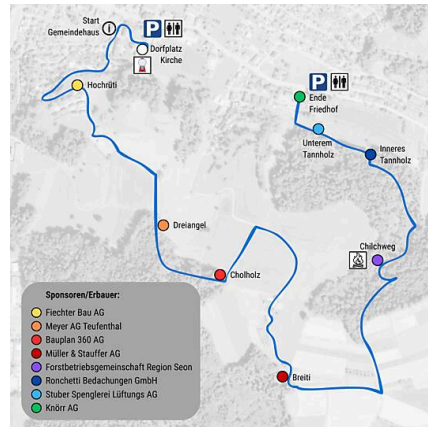 Start
Gemeindehaus
i
P
Dorfplatz
Kirche
Hochrüti
P
Ende
Friedhof
Unterem
Tannholz
Inneres
Tannholz
Dreiangel
Chilchweg
Cholholz
Breiti
Sponsoren/Erbauer:
Fiechter Bau AG
Meyer AG Teufenthal
Bauplan 360 AG
Müller & Stauffer AG
Forstbetriebsgemeinschaft Region Seon
Ronchetti Bedachungen GmbH
Stuber Spenglerei Lüftungs AG
Knörr AG